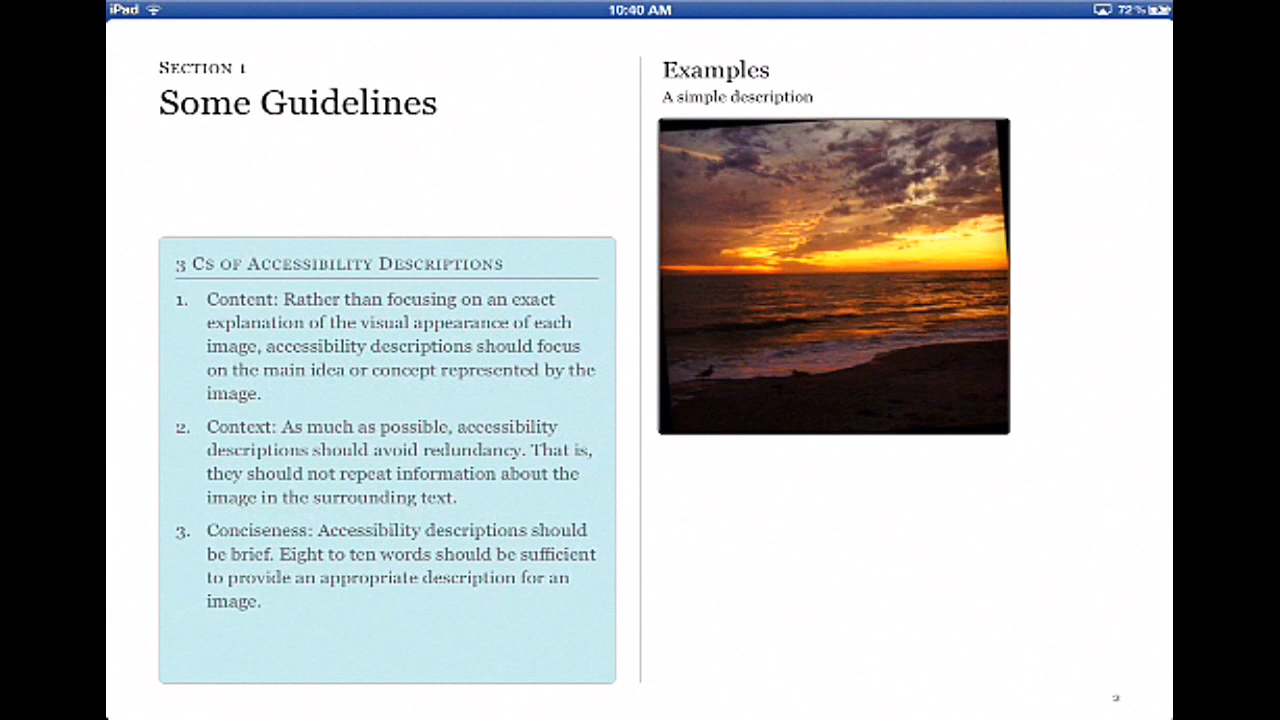 iPad
10:40 AM
72%
SECTION 1
Some Guidelines
3 CS OF ACCESSIBILITY DESCRIPTIONS
1. Content: Rather than focusing on an exact
explanation of the visual appearance of each
image, accessibility descriptions should focus
on the main idea or concept represented by the
image.
2. Context: As much as possible, accessibility
descriptions should avoid redundancy. That is,
they should not repeat information about the
image in the surrounding text.
3. Conciseness: Accessibility descriptions should
be brief. Eight to ten words should be sufficient
to provide an appropriate description for an
image.
Examples
A simple description
2